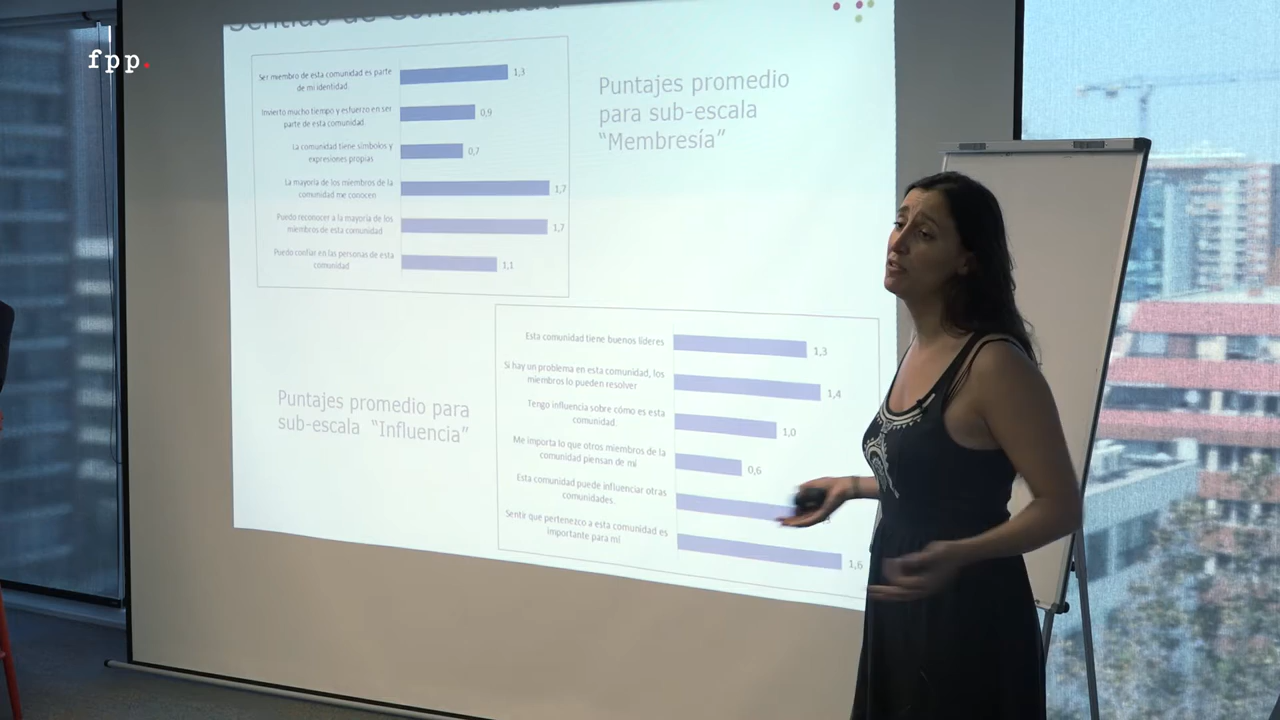 Sentido de Comunidad
fpp.
Ser miembro de esta comunidad es parte
de mi identidad
1,3
Invierto mucho tiempo y esfuerzo en ser
parte de esta comunidad
0,9
La comunidad tiene símbolos y
expresiones propias
0,7
La mayoría de los miembros de la
comunidad me conocen
1,7
Puedo reconocer a la mayoría de los
miembros de esta comunidad
1,7
Puedo confiar en las personas de esta
comunidad
1,1
Puntajes promedio
para sub-escala
“Membresía”
Puntajes promedio para
sub-escala “Influencia”
Esta comunidad tiene buenos líderes
1,3
Si hay un problema en esta comunidad, los
miembros lo pueden resolver
1,4
Tengo influencia sobre cómo es esta
comunidad.
1,0
Me importa lo que otros miembros de la
comunidad piensan de mí
0,6
Esta comunidad puede influenciar otras
comunidades.
Sentir que pertenezco a esta comunidad es
importante para mí
1,6